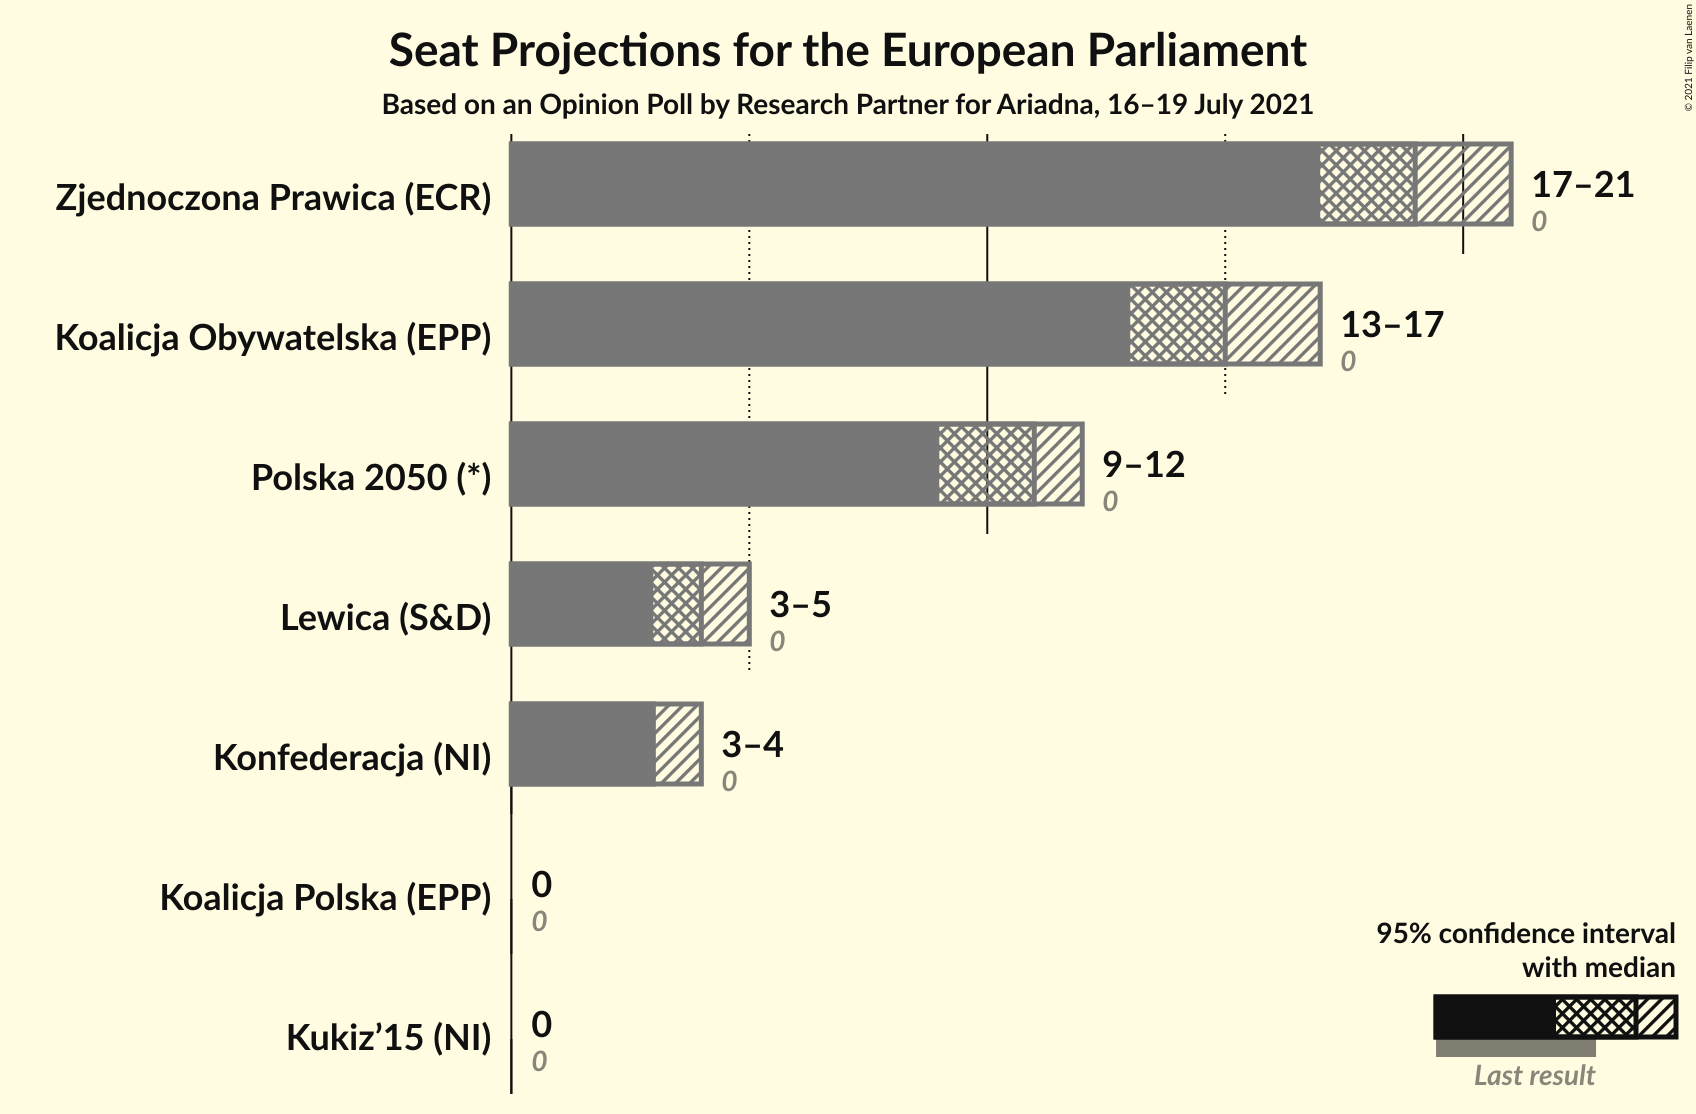 Seat Projections for the European Parliament
Based on an Opinion Poll by Research Partner for Ariadna, 16–19 July 2021
© 2021 Filip van Laenen
Zjednoczona Prawica (ECR)
17–21
0
Koalicja Obywatelska (EPP)
13–17
0
Polska 2050 (*)
9–12
0
Lewica (S&D)
3–5
0
Konfederacja (NI)
3–4
0
Koalicja Polska (EPP)
0
0
Kukiz’15 (NI)
0
0
95% confidence interval
with median
Last result